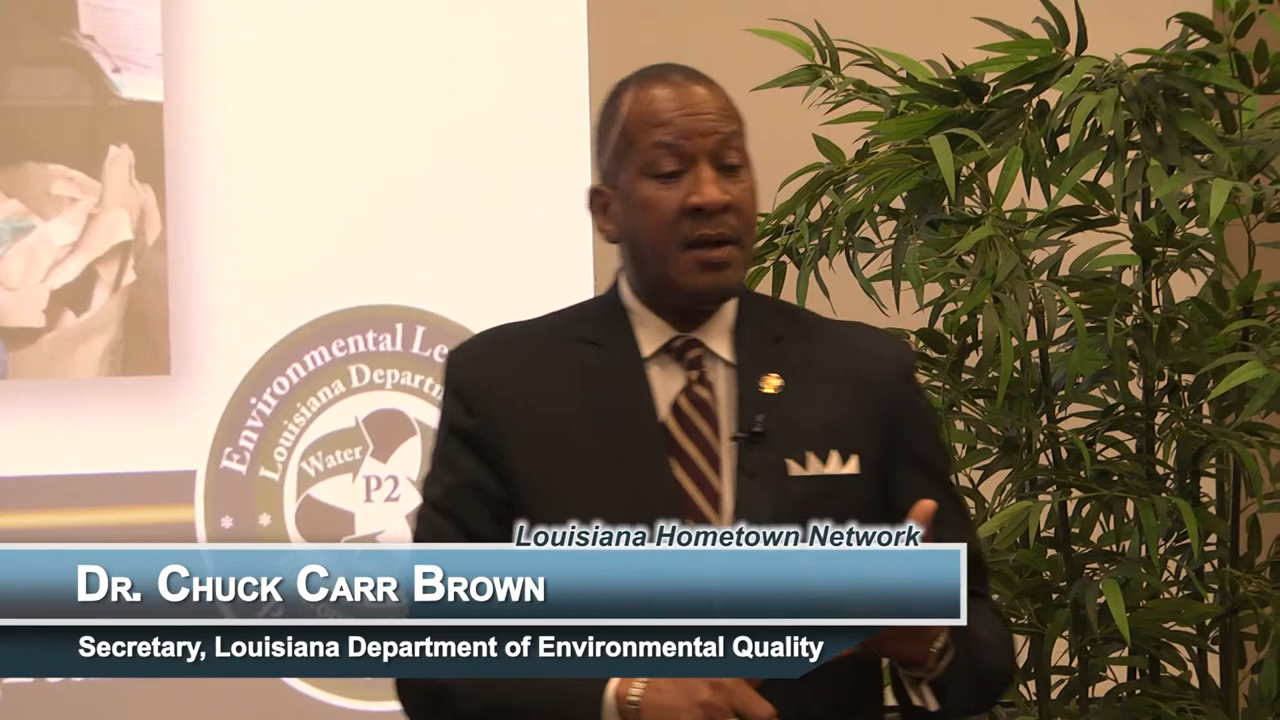 Environmental Le
Louisiana Departm
Water
P2
Louisiana Hometown Network
DR. CHUCK CARR BROWN
Secretary, Louisiana Department of Environmental Quality